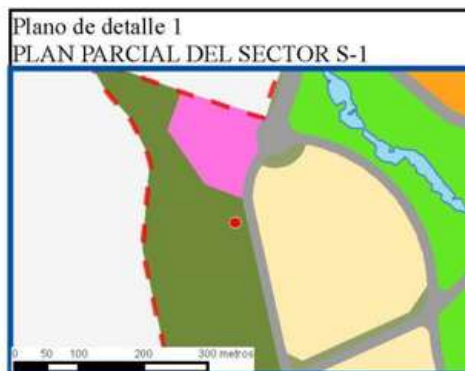 Plano de detalle 1
PLAN PARCIAL DEL SECTOR S-1
0 50 100 200 300 metros